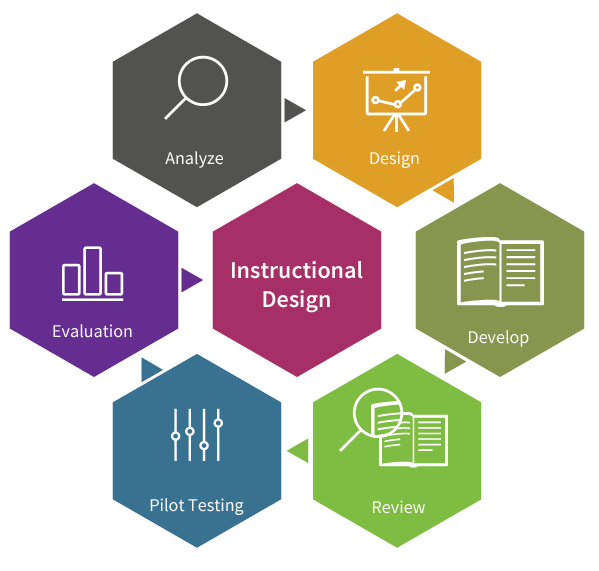 Analyze
Design
Evaluation
Instructional
Design
Develop
Pilot Testing
Review